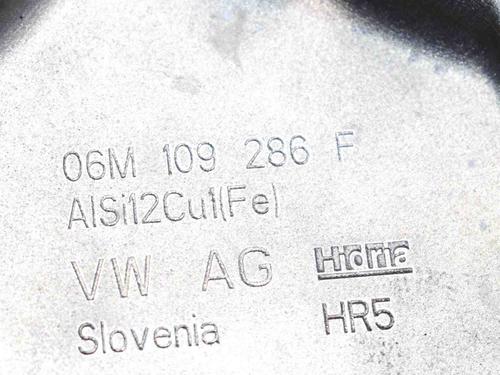 06M 109 286 F
AlSi12Cu1(Fe)
VW AG Hidria
Slovenia HR5